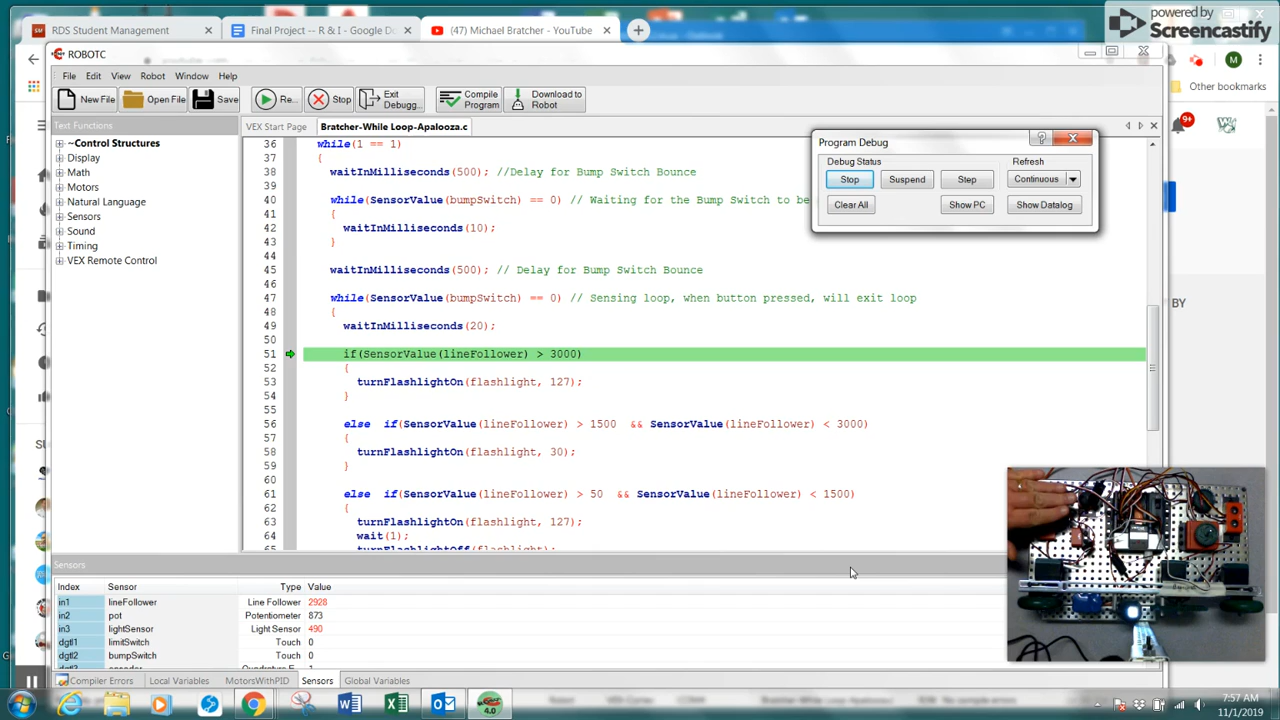 powered by
Screencastify
RDS Student Management
Final Project -- R & I - Google D
(47) Michael Bratcher - YouTube
M
Other bookmarks
ROBOTC
File Edit View Robot Window Help
New File Open File Save Re... Stop Exit Debugg... Compile Program Download to Robot
9+
Text Functions
VEX Start Page Bratcher-While Loop-Apalooza.c
~Control Structures
Display
Math
Motors
Natural Language
Sensors
Sound
Timing
VEX Remote Control
36 while(1 == 1)
37 {
38 waitInMilliseconds(500); //Delay for Bump Switch Bounce
39
40 while(SensorValue(bumpSwitch) == 0) // Waiting for the Bump Switch to be
41 {
42 waitInMilliseconds(10);
43 }
44
45 waitInMilliseconds(500); // Delay for Bump Switch Bounce
46
47 while(SensorValue(bumpSwitch) == 0) // Sensing loop, when button pressed, will exit loop
48 {
49 waitInMilliseconds(20);
50
51 if(SensorValue(lineFollower) > 3000)
52 {
53 turnFlashlightOn(flashlight, 127);
54 }
55
56 else if(SensorValue(lineFollower) > 1500 && SensorValue(lineFollower) < 3000)
57 {
58 turnFlashlightOn(flashlight, 30);
59 }
60
61 else if(SensorValue(lineFollower) > 50 && SensorValue(lineFollower) < 1500)
62 {
63 turnFlashlightOn(flashlight, 127);
64 wait(1);
65 turnFlashlightOff(flashlight);
Program Debug
Debug Status Refresh
Stop Suspend Step Continuous
Clear All Show PC Show Datalog
BY
SU
Sensors
Index Sensor Type Value
in1 lineFollower Line Follower 2928
in2 pot Potentiometer 873
in3 lightSensor Light Sensor 490
dgtl1 limitSwitch Touch 0
dgtl2 bumpSwitch Touch 0
Compiler Errors Local Variables MotorsWithPID Sensors Global Variables
4.0
7:57 AM
11/1/2019